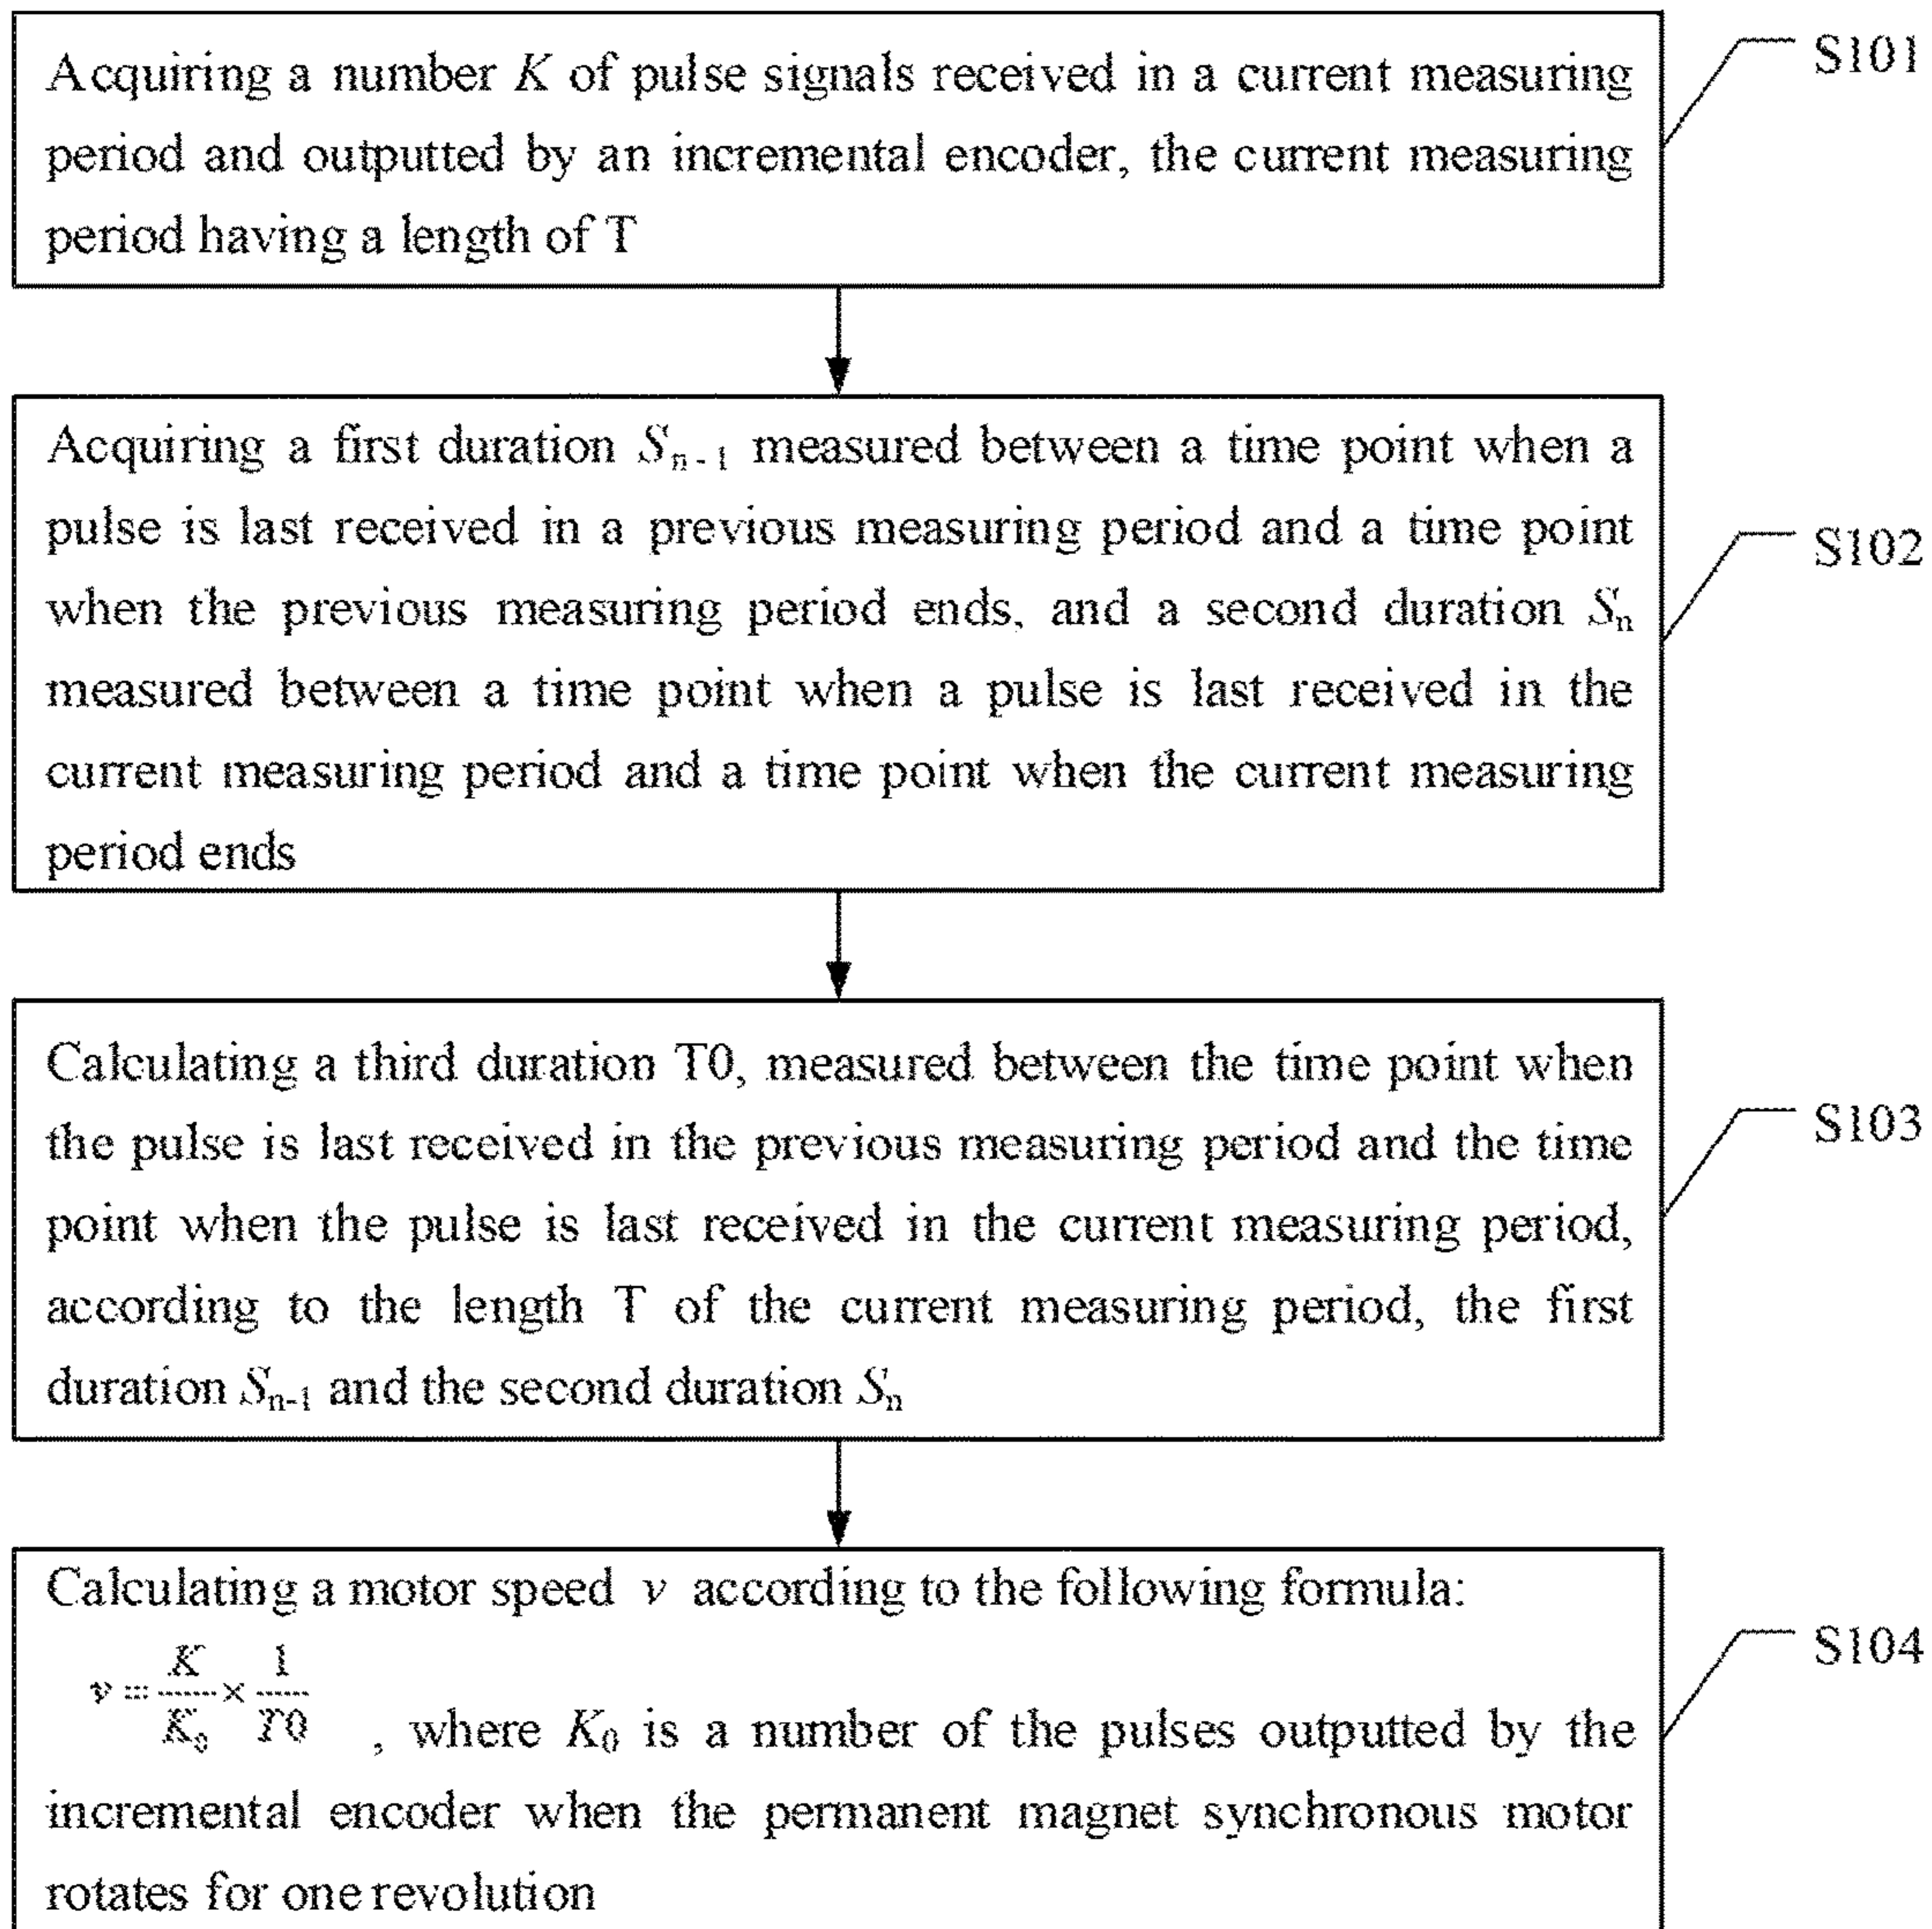 Acquiring a number K of pulse signals received in a current measuring
period and outputted by an incremental encoder, the current measuring
period having a length of T
S101
Acquiring a first duration Sₙ₋₁ measured between a time point when a
pulse is last received in a previous measuring period and a time point
when the previous measuring period ends, and a second duration Sₙ
measured between a time point when a pulse is last received in the
current measuring period and a time point when the current measuring
period ends
S102
Calculating a third duration T0, measured between the time point when
the pulse is last received in the previous measuring period and the time
point when the pulse is last received in the current measuring period,
according to the length T of the current measuring period, the first
duration Sₙ₋₁ and the second duration Sₙ
S103
Calculating a motor speed v according to the following formula:
v = K/K₀ × 1/T0 , where K₀ is a number of the pulses outputted by the
incremental encoder when the permanent magnet synchronous motor
rotates for one revolution
S104